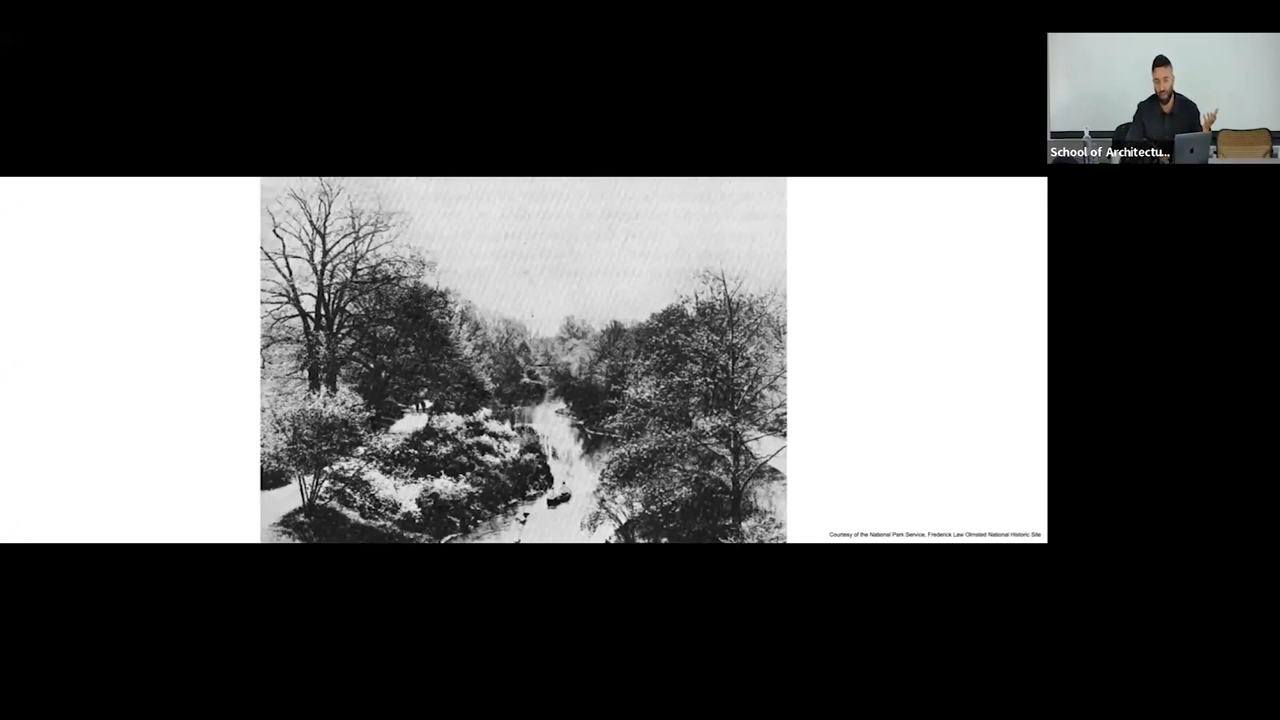 School of Architectu...
Courtesy of the National Park Service, Frederick Law Olmsted National Historic Site